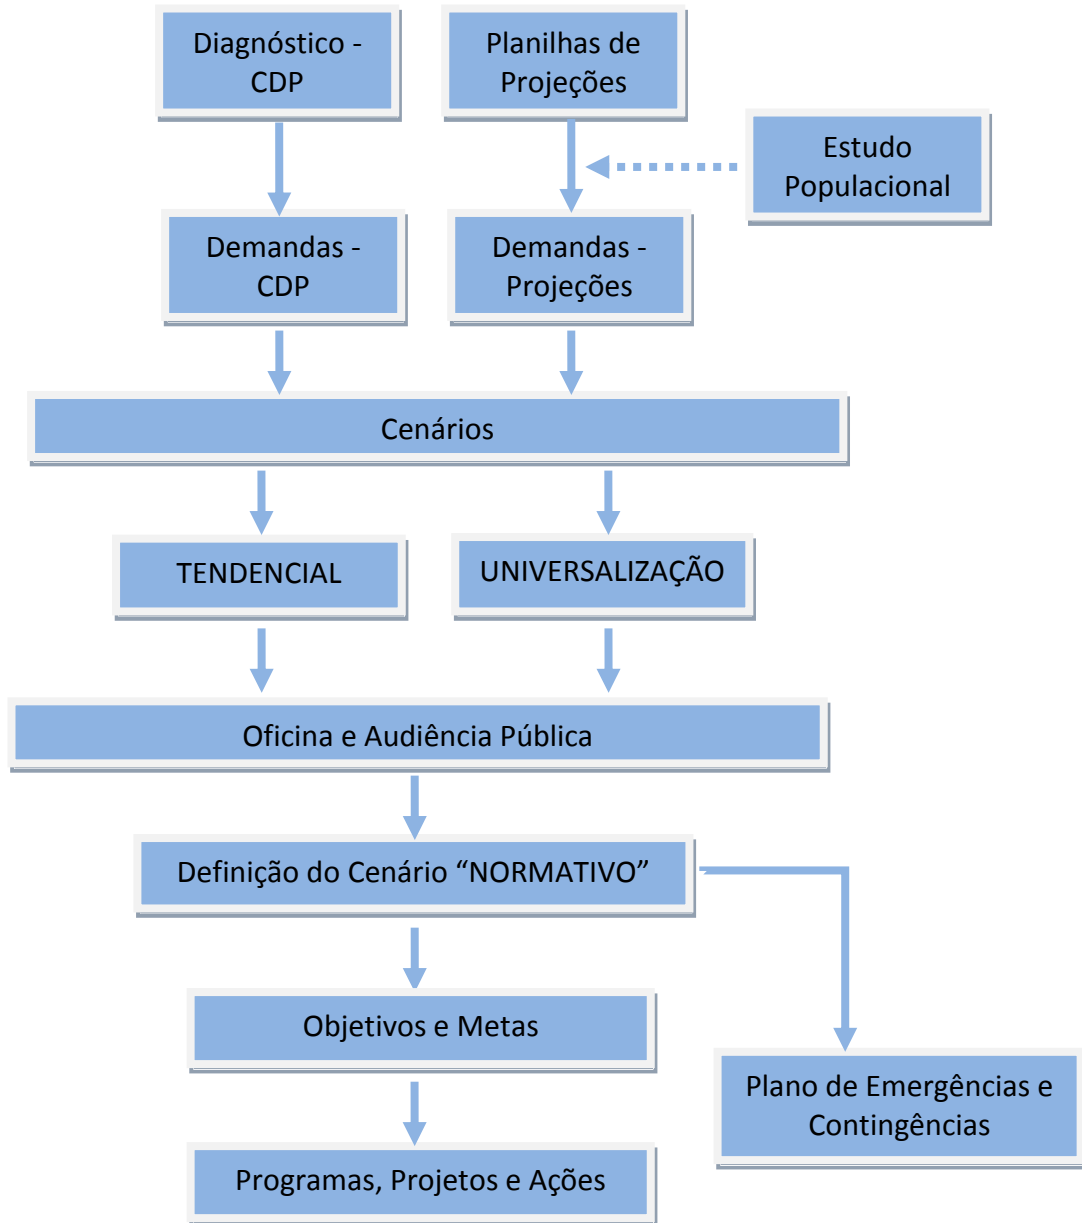 Diagnóstico -
CDP
Planilhas de
Projeções
Estudo
Populacional
Demandas -
CDP
Demandas -
Projeções
Cenários
TENDENCIAL
UNIVERSALIZAÇÃO
Oficina e Audiência Pública
Definição do Cenário “NORMATIVO”
Objetivos e Metas
Plano de Emergências e
Contingências
Programas, Projetos e Ações